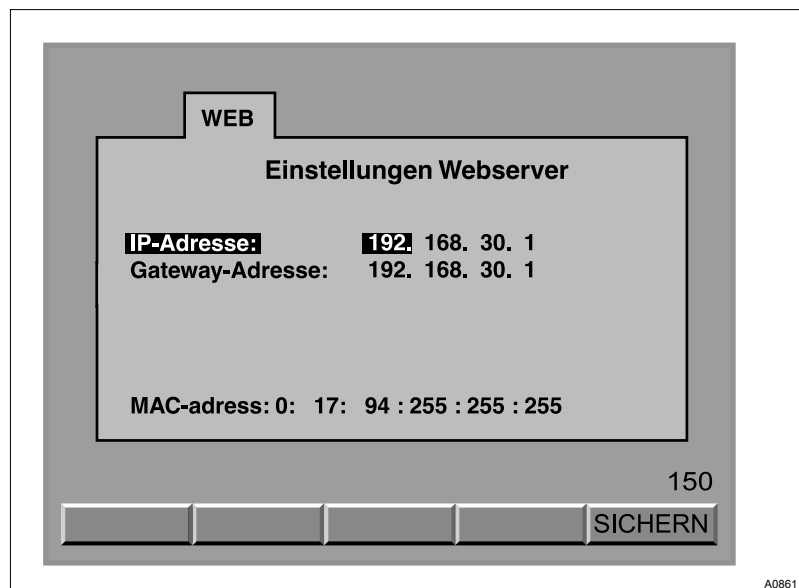 WEB
Einstellungen Webserver
IP-Adresse: 192. 168. 30. 1
Gateway-Adresse: 192. 168. 30. 1
MAC-adress: 0: 17: 94 : 255 : 255 : 255
150
SICHERN
A0861